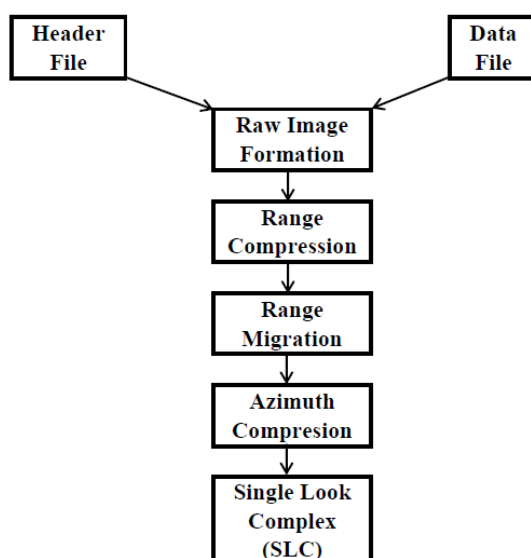 Header
File
Data
File
Raw Image
Formation
Range
Compression
Range
Migration
Azimuth
Compresion
Single Look
Complex
(SLC)